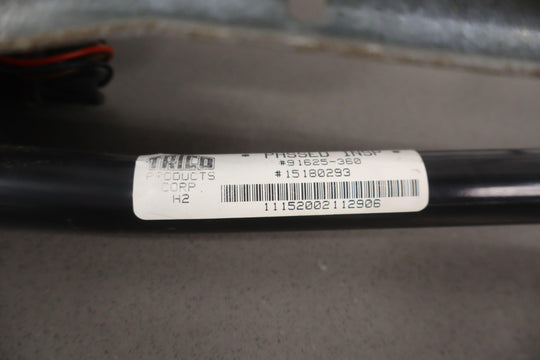 TRICO
PRODUCTS
CORP
H2
• PASSED INSP •
#91625-360
#15180293
11152002112906